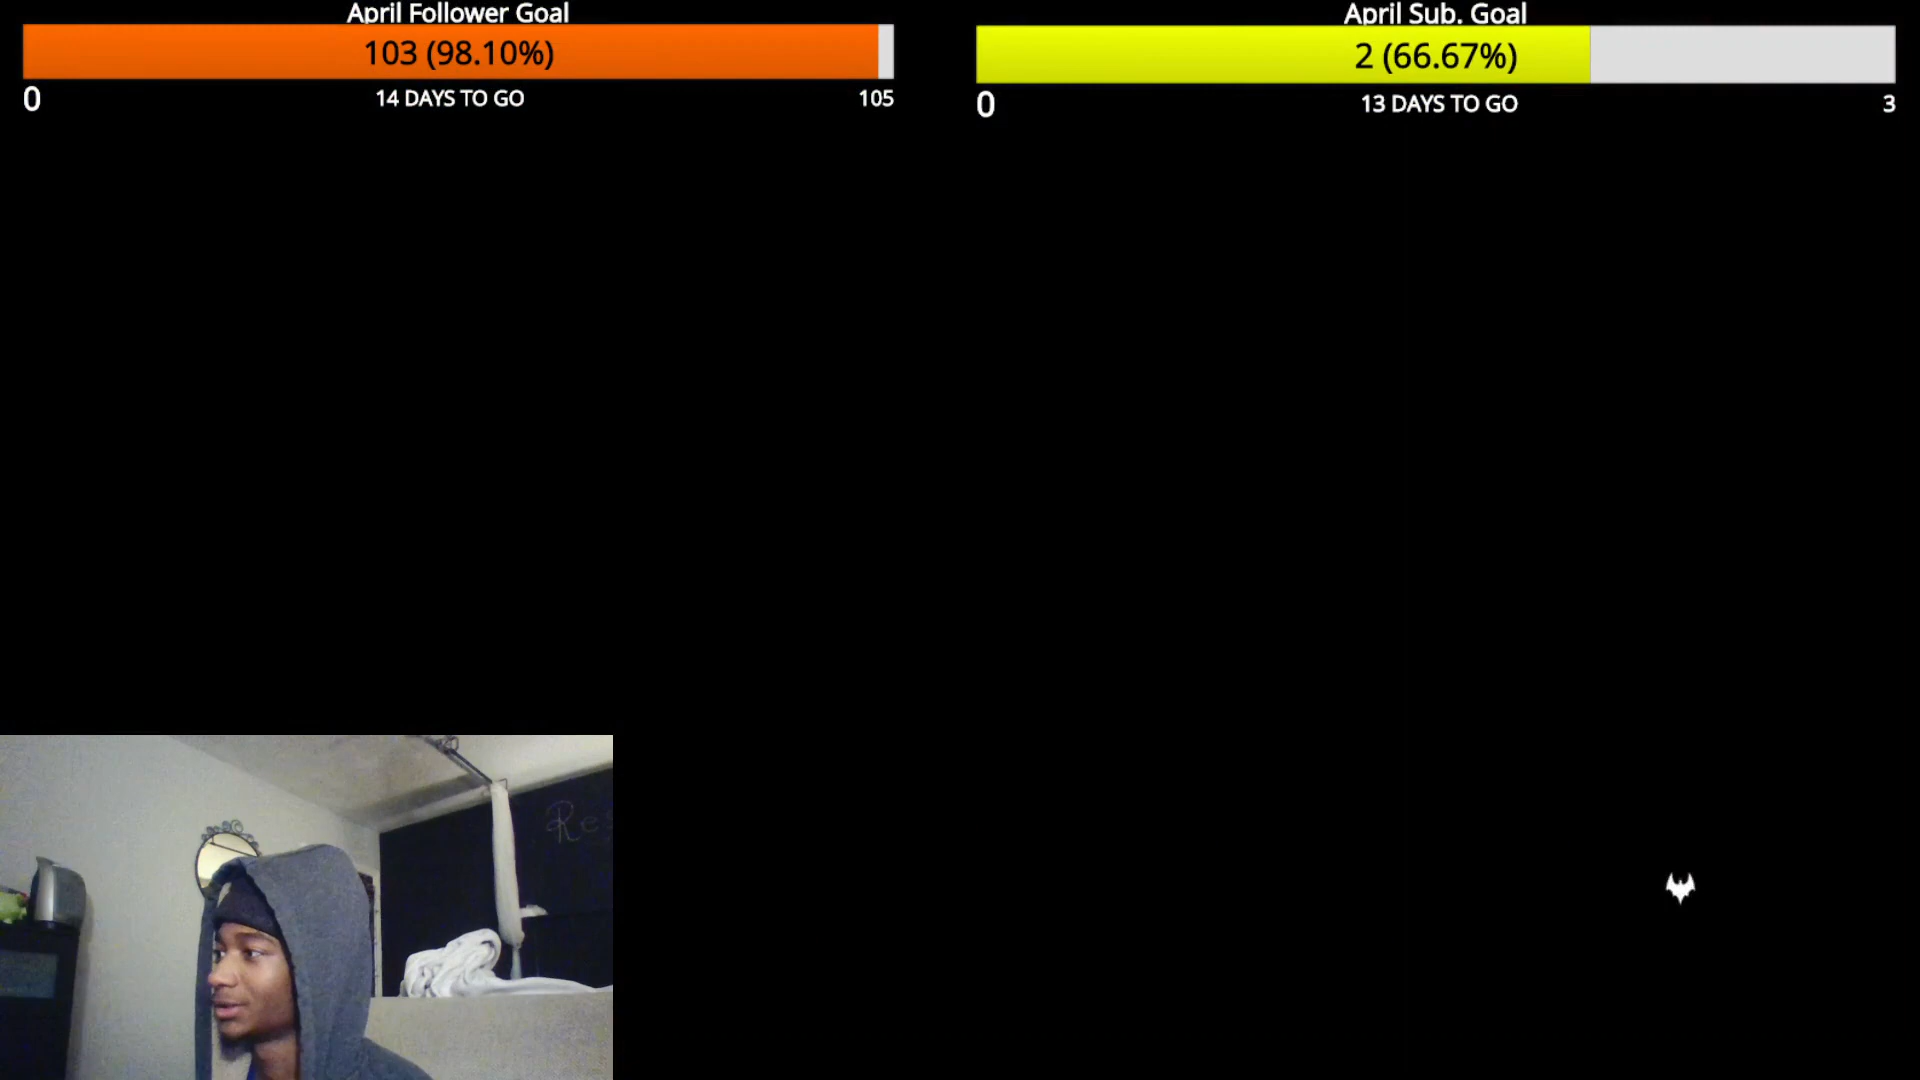 April Follower Goal
103 (98.10%)
0
14 DAYS TO GO
105
April Sub. Goal
2 (66.67%)
0
13 DAYS TO GO
3